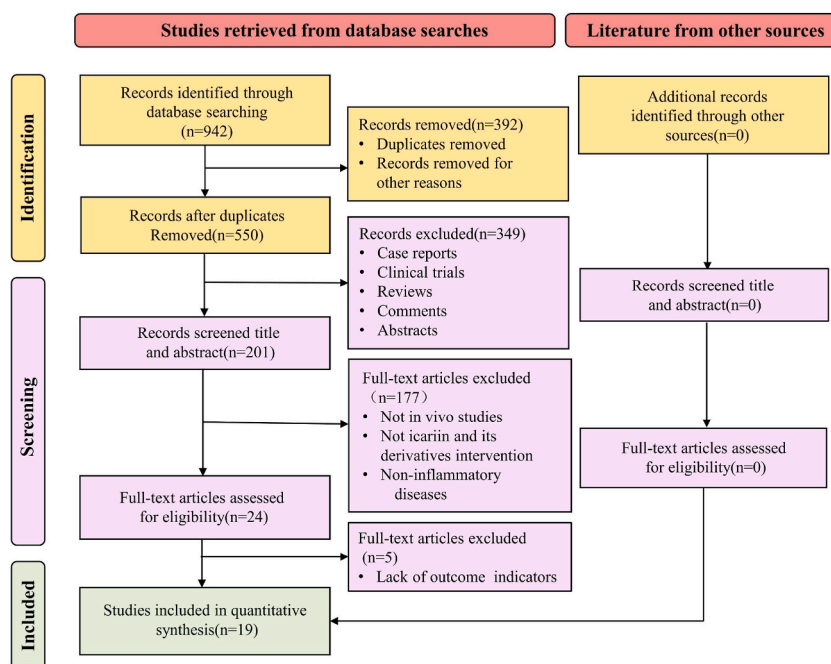 Studies retrieved from database searches
Literature from other sources
Identification
Records identified through
database searching
(n=942)
Records removed(n=392)
• Duplicates removed
• Records removed for
other reasons
Additional records
identified through other
sources(n=0)
Records after duplicates
Removed(n=550)
Records excluded(n=349)
• Case reports
• Clinical trials
• Reviews
• Comments
• Abstracts
Screening
Records screened title
and abstract(n=201)
Records screened title
and abstract(n=0)
Full-text articles excluded
（n=177）
• Not in vivo studies
• Not icariin and its
derivatives intervention
• Non-inflammatory
diseases
Full-text articles assessed
for eligibility(n=0)
Full-text articles assessed
for eligibility(n=24)
Full-text articles excluded
(n=5)
• Lack of outcome indicators
Included
Studies included in quantitative
synthesis(n=19)